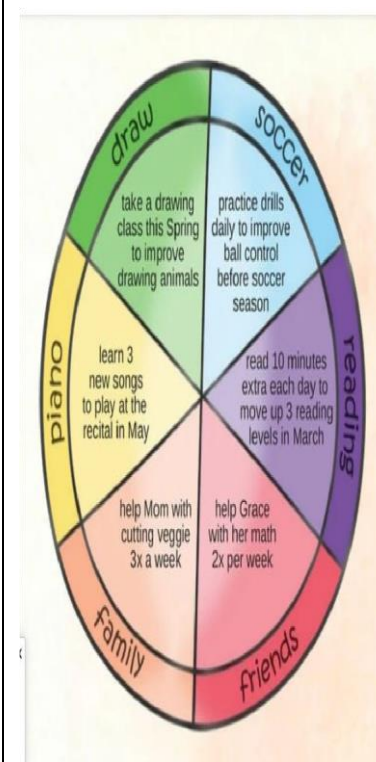 draw
take a drawing
class this Spring
to improve
drawing animals
soccer
practice drills
daily to improve
ball control
before soccer
season
reading
read 10 minutes
extra each day to
move up 3 reading
levels in March
friends
help Grace
with her math
2x per week
family
help Mom with
cutting veggie
3x a week
piano
learn 3
new songs
to play at the
recital in May